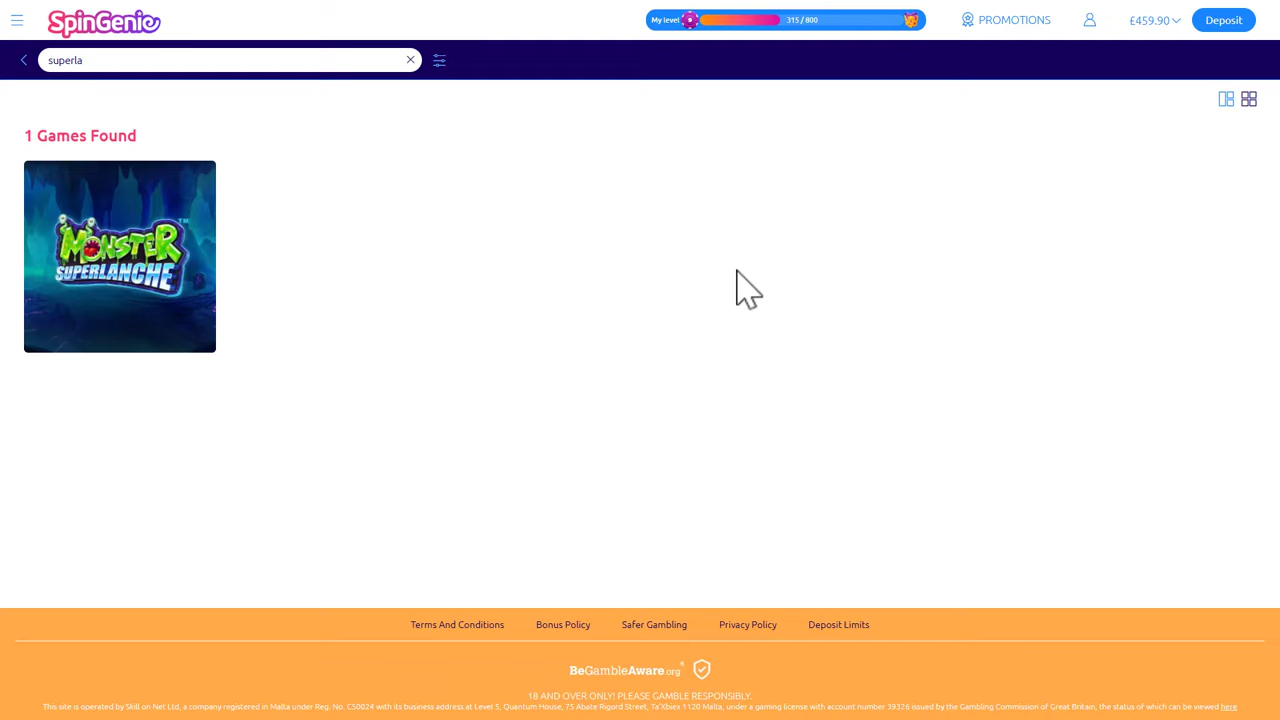 SpinGenie
My level 9 315 / 800
PROMOTIONS
£459.90
Deposit
superla
1 Games Found
MONSTER™
SUPERLANCHE
Terms And Conditions Bonus Policy Safer Gambling Privacy Policy Deposit Limits
BeGambleAware.org®
18 AND OVER ONLY! PLEASE GAMBLE RESPONSIBLY.
This site is operated by Skill on Net Ltd, a company registered in Malta under Reg. No. C50024 with its business address at Level 5, Quantum House, 75 Abate Rigord Street, Ta'Xbiex 1120 Malta, under a gaming license with account number 39326 issued by the Gambling Commission of Great Britain, the status of which can be viewed here